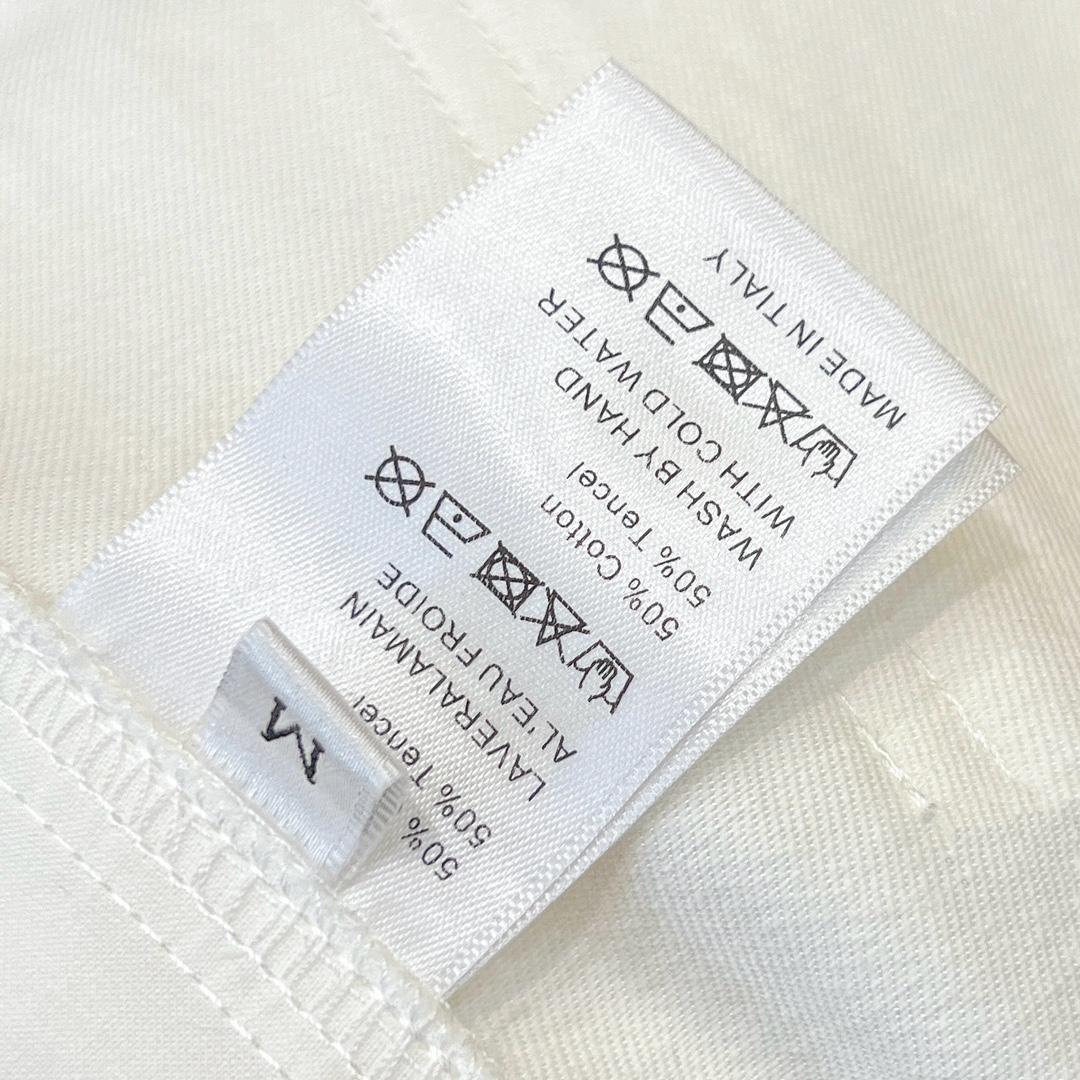 M
50%
50% Tencel
LAVERALAMAIN
AL'EAU FROIDE
50% Cotton
50% Tencel
WASH BY HAND
WITH COLD WATER
MADE IN TIALY